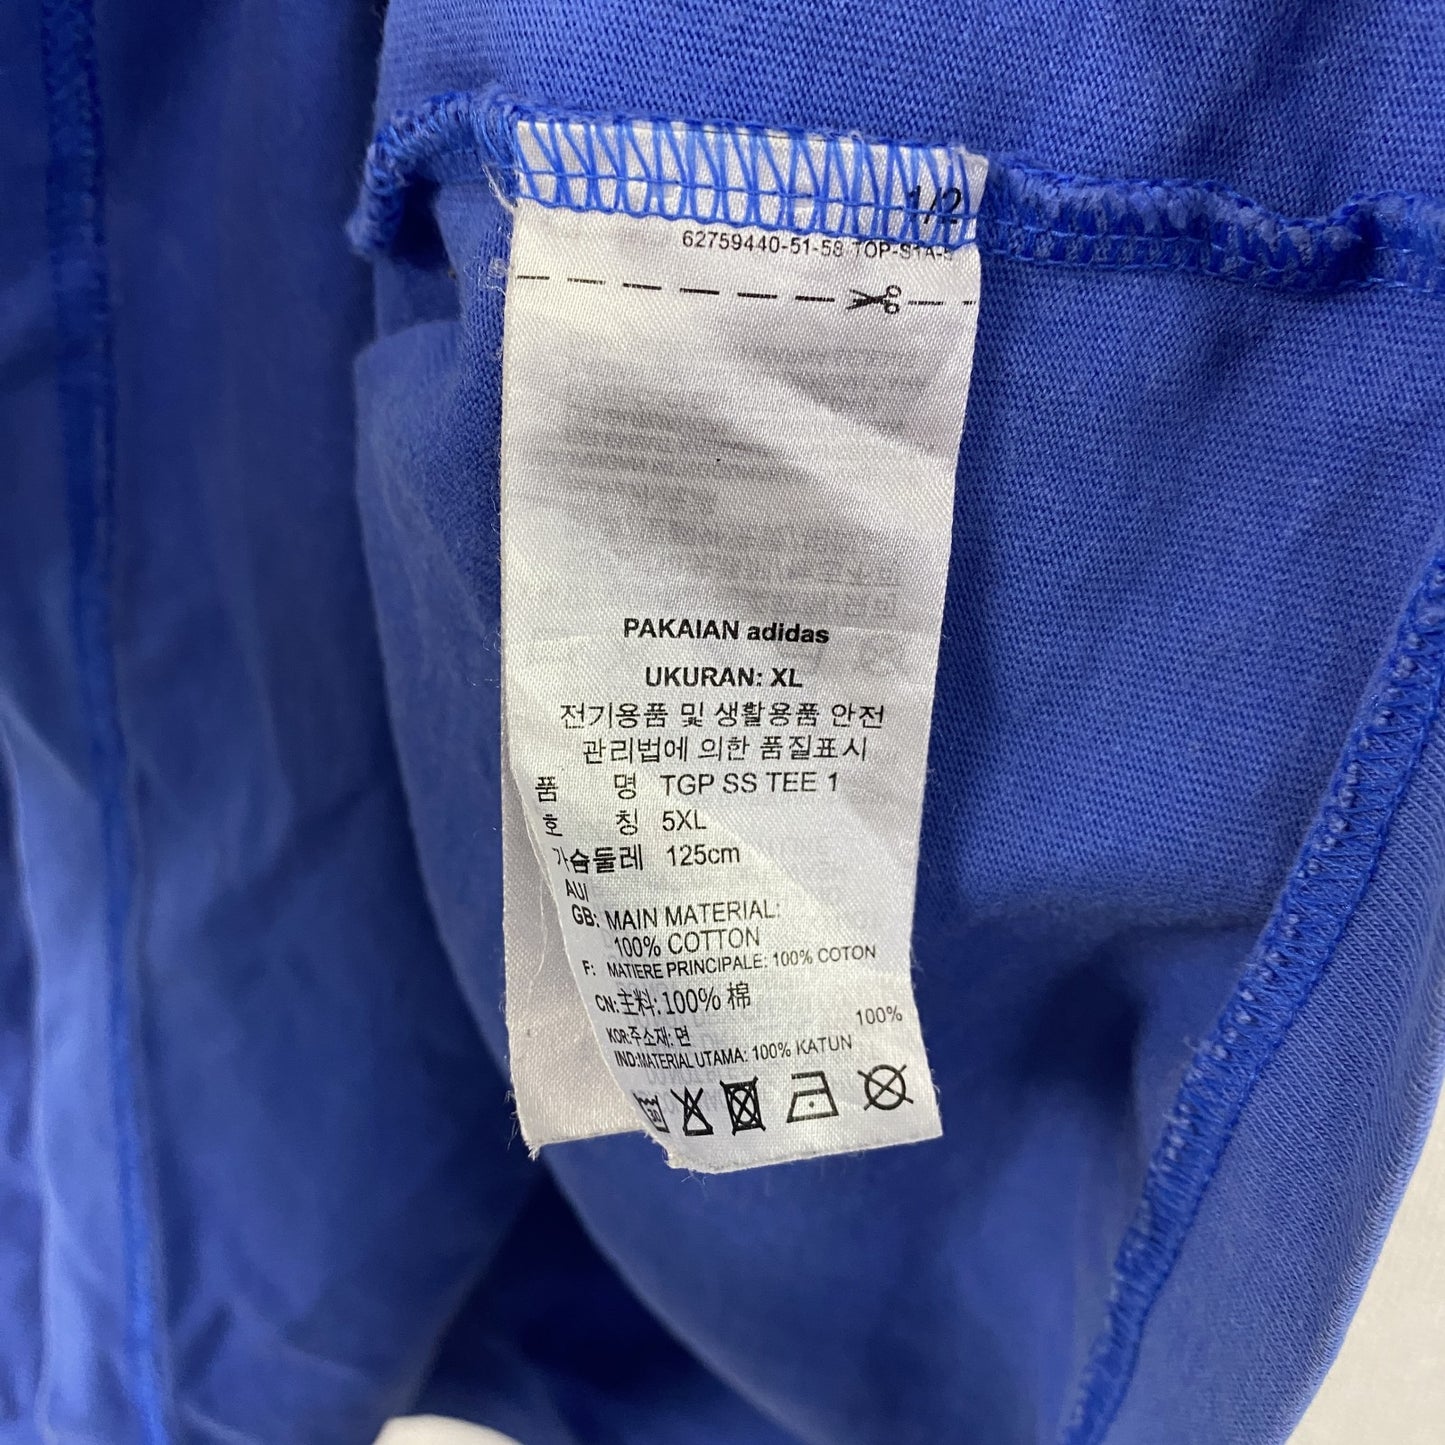 1/2
62759440-51-58 TOP-S1A-
PAKAIAN adidas
UKURAN: XL
전기용품 및 생활용품 안전
관리법에 의한 품질표시
품 명 TGP SS TEE 1
호 칭 5XL
가슴둘레 125cm
AU/
GB: MAIN MATERIAL:
100% COTTON
F: MATIERE PRINCIPALE: 100% COTON
CN:主料: 100% 棉
KOR:주소재: 면 100%
IND:MATERIAL UTAMA: 100% KATUN
30